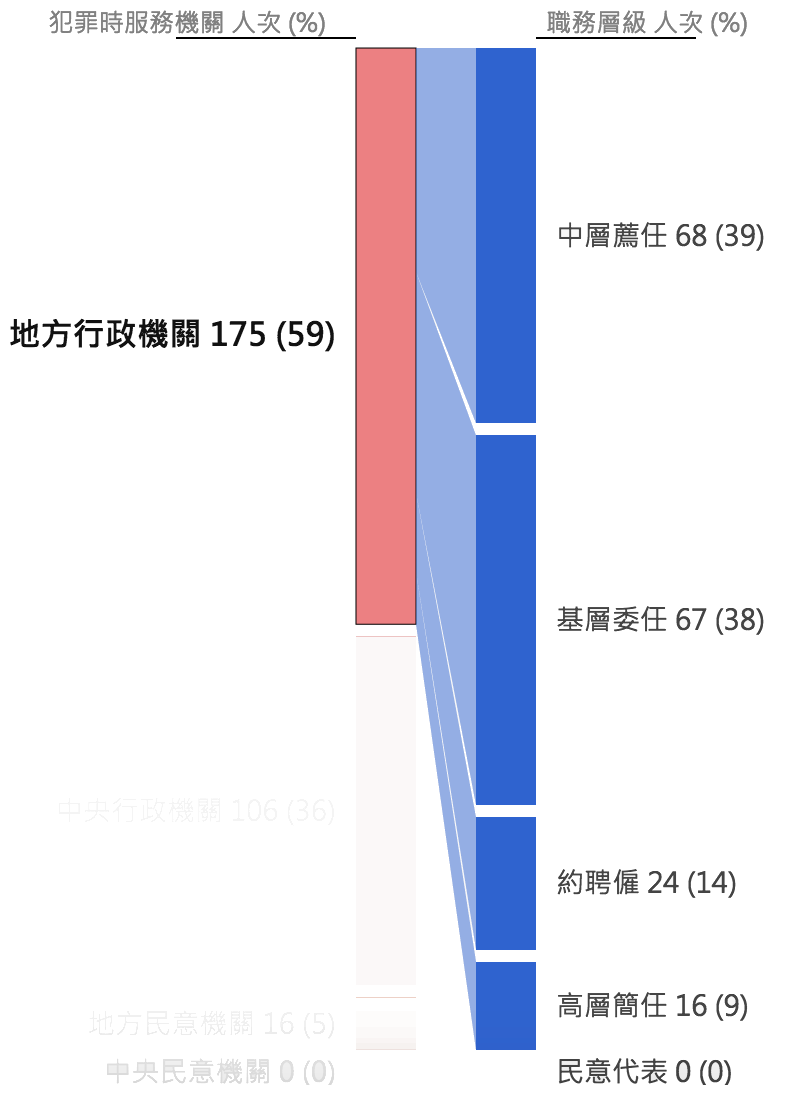 犯罪時服務機關 人次 (%)
職務層級 人次 (%)
中層薦任 68 (39)
地方行政機關 175 (59)
基層委任 67 (38)
中央行政機關 106 (36)
約聘僱 24 (14)
高層簡任 16 (9)
地方民意機關 16 (5)
中央民意機關 0 (0)
民意代表 0 (0)